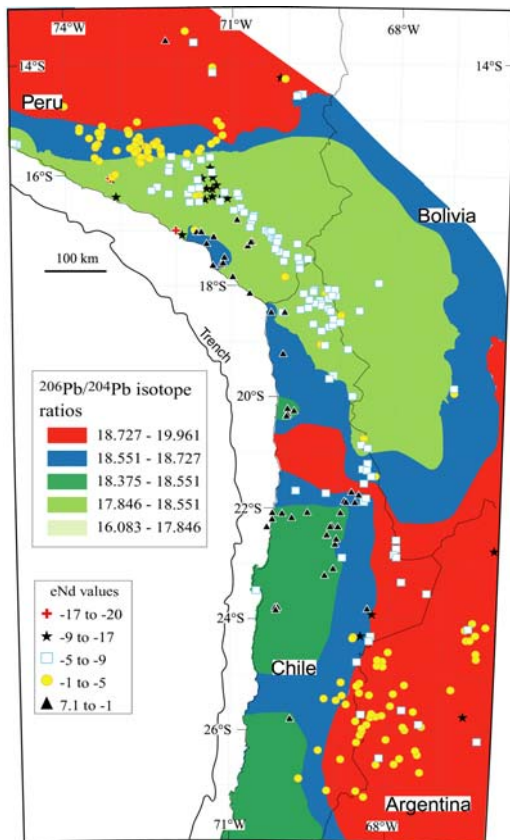 74°W 71°W 68°W
14°S 14°S
Peru
16°S
Bolivia
100 km
18°S
Trench
²⁰⁶Pb/²⁰⁴Pb isotope
ratios
18.727 - 19.961
18.551 - 18.727
18.375 - 18.551
17.846 - 18.551
16.083 - 17.846
20°S
22°S
eNd values
-17 to -20
-9 to -17
-5 to -9
-1 to -5
7.1 to -1
24°S
Chile
26°S
Argentina
71°W 68°W